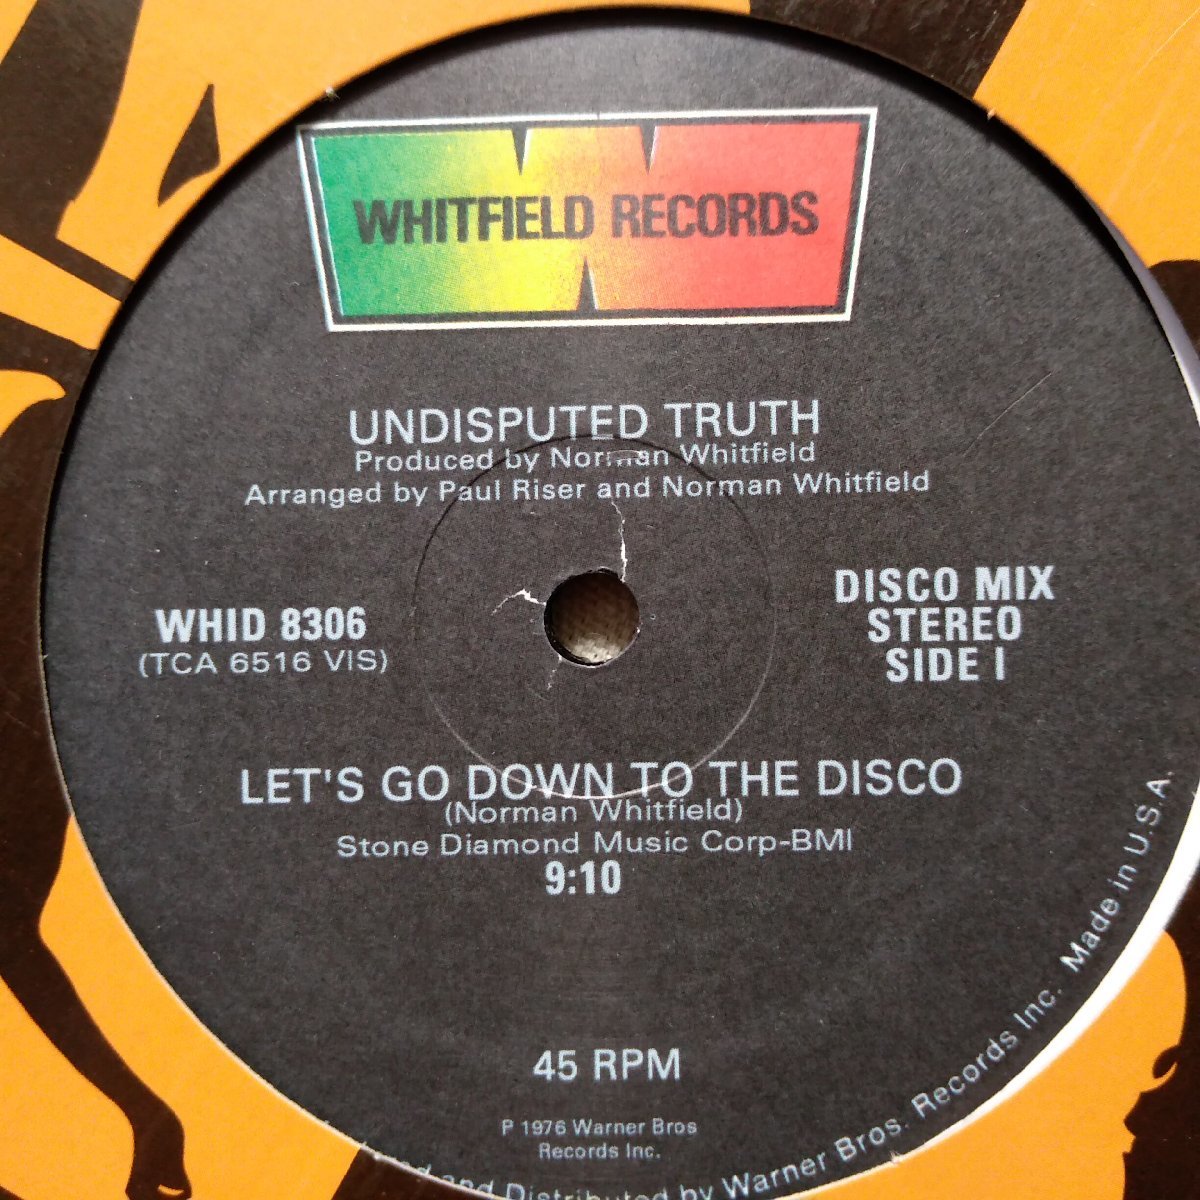 WHITFIELD RECORDS
UNDISPUTED TRUTH
Produced by Norman Whitfield
Arranged by Paul Riser and Norman Whitfield
WHID 8306
(TCA 6516 VIS)
DISCO MIX
STEREO
SIDE I
LET'S GO DOWN TO THE DISCO
(Norman Whitfield)
Stone Diamond Music Corp-BMI
9:10
45 RPM
P 1976 Warner Bros
Records Inc.
and Distributed by Warner Bros. Records Inc. Made in U.S.A.